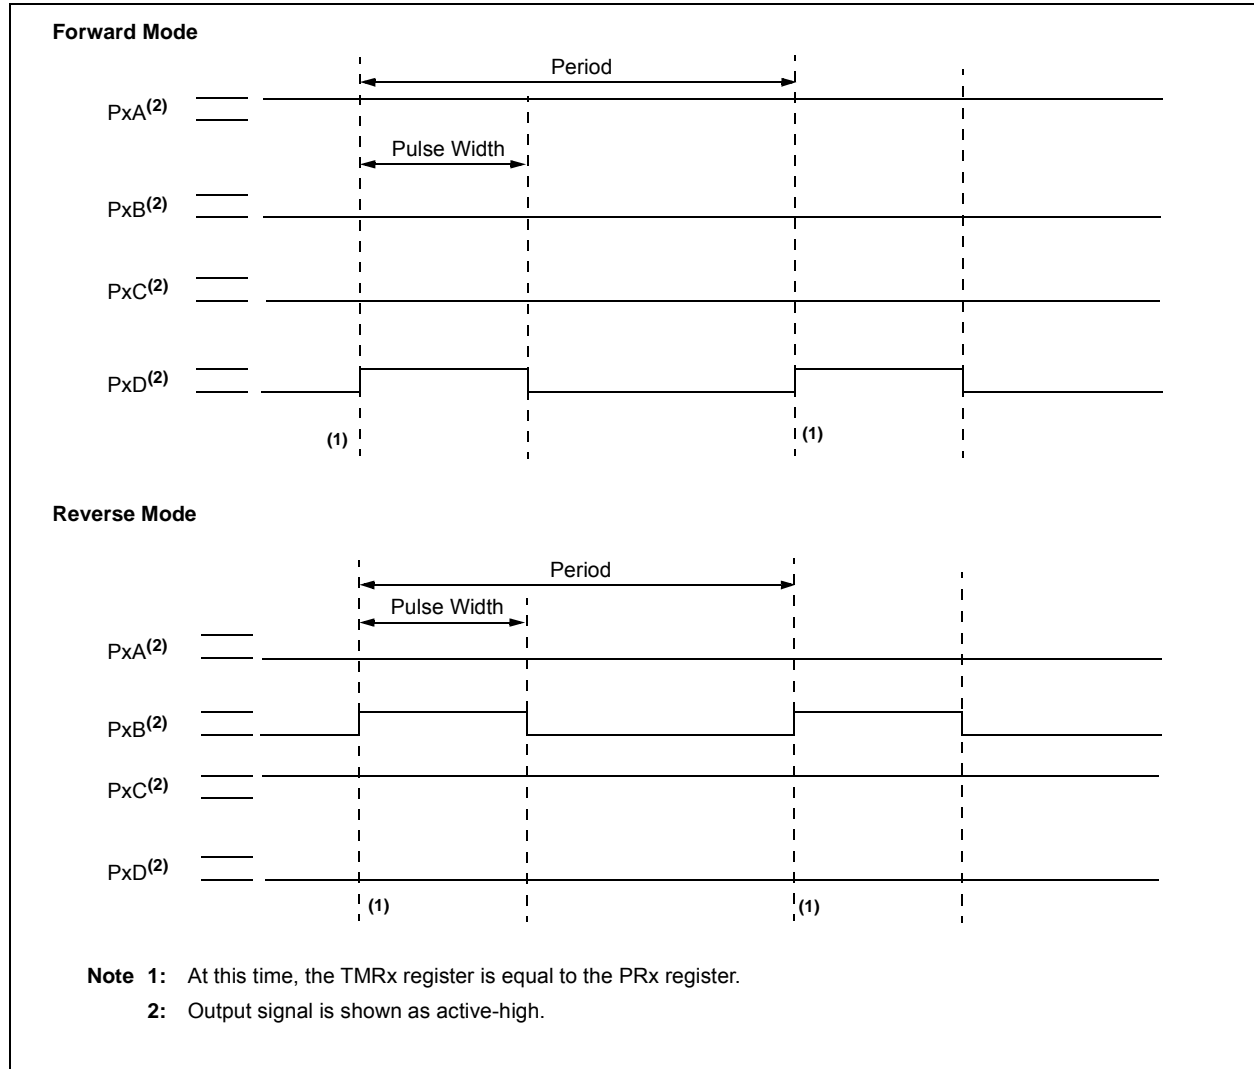 Forward Mode
Period
PxA(2)
Pulse Width
PxB(2)
PxC(2)
PxD(2)
(1)
(1)
Reverse Mode
Period
Pulse Width
PxA(2)
PxB(2)
PxC(2)
PxD(2)
(1)
(1)
Note 1: At this time, the TMRx register is equal to the PRx register.
2: Output signal is shown as active-high.